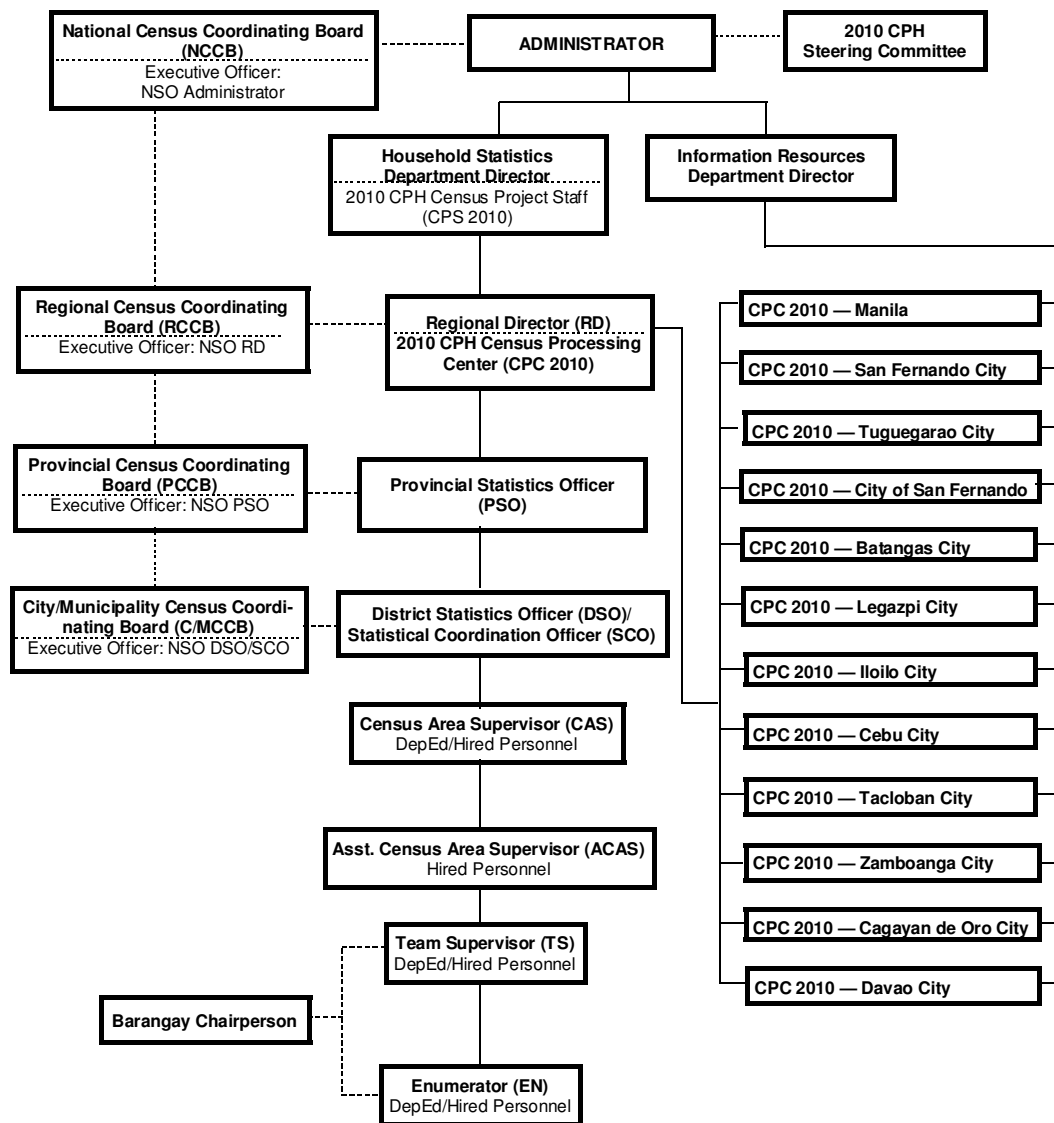 National Census Coordinating Board
(NCCB)
Executive Officer:
NSO Administrator
ADMINISTRATOR
2010 CPH
Steering Committee
Household Statistics
Department Director
2010 CPH Census Project Staff
(CPS 2010)
Information Resources
Department Director
Regional Census Coordinating
Board (RCCB)
Executive Officer: NSO RD
Regional Director (RD)
2010 CPH Census Processing
Center (CPC 2010)
Provincial Census Coordinating
Board (PCCB)
Executive Officer: NSO PSO
Provincial Statistics Officer
(PSO)
City/Municipality Census Coordi-
nating Board (C/MCCB)
Executive Officer: NSO DSO/SCO
District Statistics Officer (DSO)/
Statistical Coordination Officer (SCO)
Census Area Supervisor (CAS)
DepEd/Hired Personnel
Asst. Census Area Supervisor (ACAS)
Hired Personnel
Team Supervisor (TS)
DepEd/Hired Personnel
Barangay Chairperson
Enumerator (EN)
DepEd/Hired Personnel
CPC 2010 — Manila
CPC 2010 — San Fernando City
CPC 2010 — Tuguegarao City
CPC 2010 — City of San Fernando
CPC 2010 — Batangas City
CPC 2010 — Legazpi City
CPC 2010 — Iloilo City
CPC 2010 — Cebu City
CPC 2010 — Tacloban City
CPC 2010 — Zamboanga City
CPC 2010 — Cagayan de Oro City
CPC 2010 — Davao City